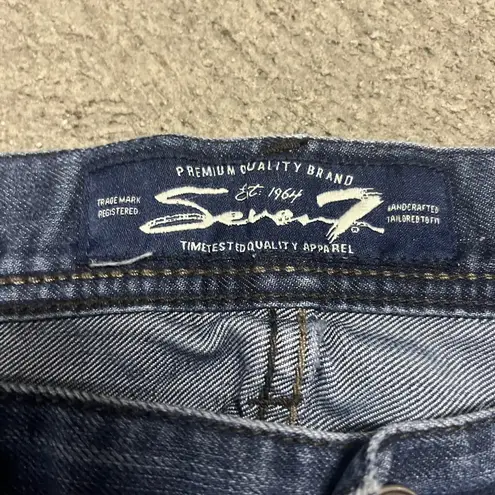 PREMIUM QUALITY BRAND
Est. 1964
TRADE MARK
REGISTERED
Seven7
HANDCRAFTED
TAILORED TO FIT
TIMETESTED QUALITY APPAREL